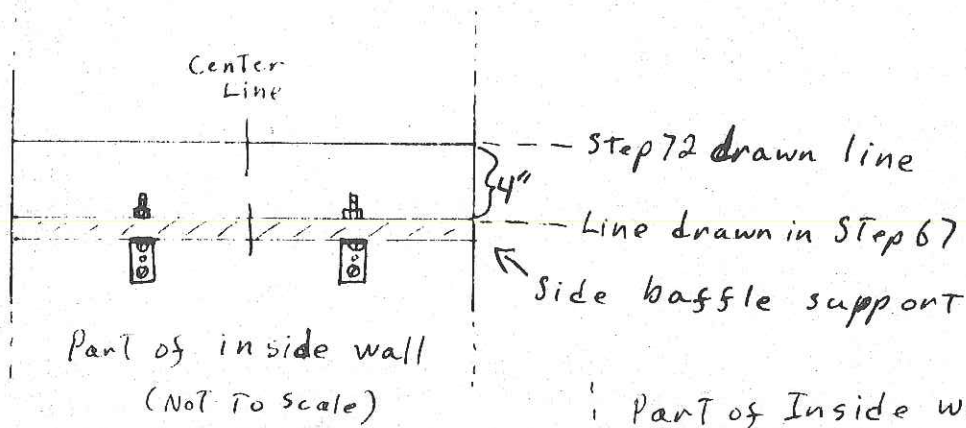 Center
Line
Step 72 drawn line
4"
Line drawn in Step 67
Side baffle support
Part of inside wall
(Not To Scale)
Part of Inside w